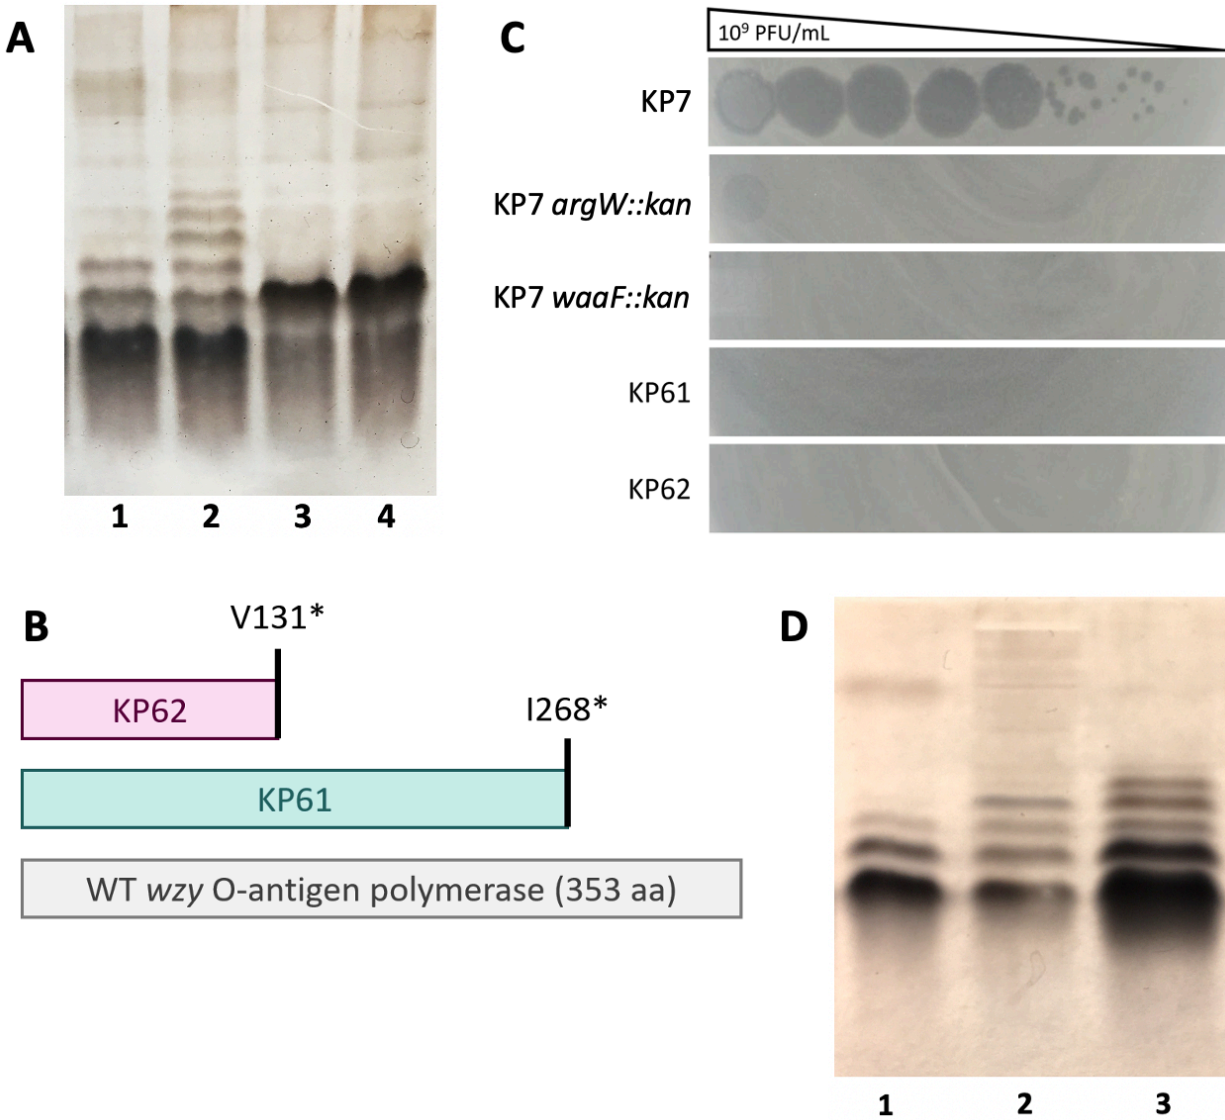 A
1 2 3 4
B
V131*
KP62
I268*
KP61
WT wzy O-antigen polymerase (353 aa)
C
10⁹ PFU/mL
KP7
KP7 argW::kan
KP7 waaF::kan
KP61
KP62
D
1 2 3